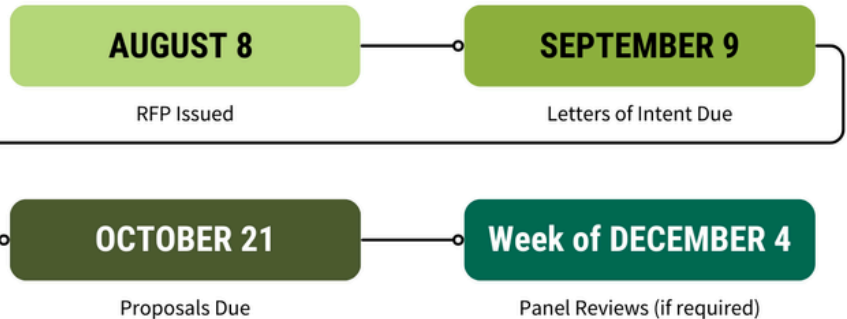 AUGUST 8
SEPTEMBER 9
RFP Issued
Letters of Intent Due
OCTOBER 21
Week of DECEMBER 4
Proposals Due
Panel Reviews (if required)